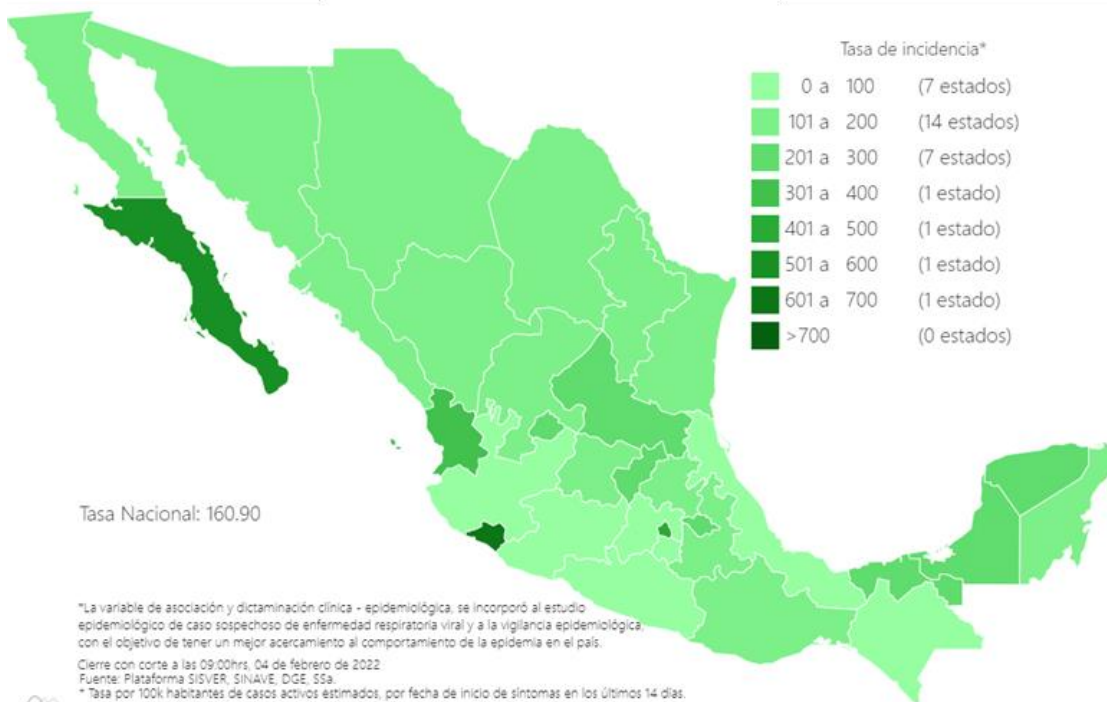 Tasa de incidencia*
0 a 100 (7 estados)
101 a 200 (14 estados)
201 a 300 (7 estados)
301 a 400 (1 estado)
401 a 500 (1 estado)
501 a 600 (1 estado)
601 a 700 (1 estado)
>700 (0 estados)
Tasa Nacional: 160.90
*La variable de asociación y dictaminación clínica - epidemiológica, se incorporó al estudio
epidemiológico de caso sospechoso de enfermedad respiratoria viral y a la vigilancia epidemiológica,
con el objetivo de tener un mejor acercamiento al comportamiento de la epidemia en el país.
Cierre con corte a las 09:00hrs, 04 de febrero de 2022
Fuente: Plataforma SISVER, SINAVE, DGE, SSa.
* Tasa por 100k habitantes de casos activos estimados, por fecha de inicio de síntomas en los últimos 14 días.